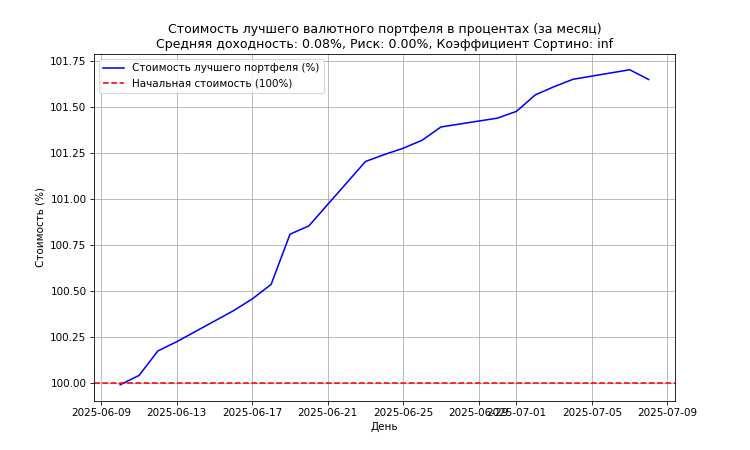 Стоимость лучшего валютного портфеля в процентах (за месяц)
Средняя доходность: 0.08%, Риск: 0.00%, Коэффициент Сортино: inf
Стоимость лучшего портфеля (%)
Начальная стоимость (100%)
Стоимость (%)
101.75
101.50
101.25
101.00
100.75
100.50
100.25
100.00
2025-06-09 2025-06-13 2025-06-17 2025-06-21 2025-06-25 2025-06-29 2025-07-01 2025-07-05 2025-07-09
День